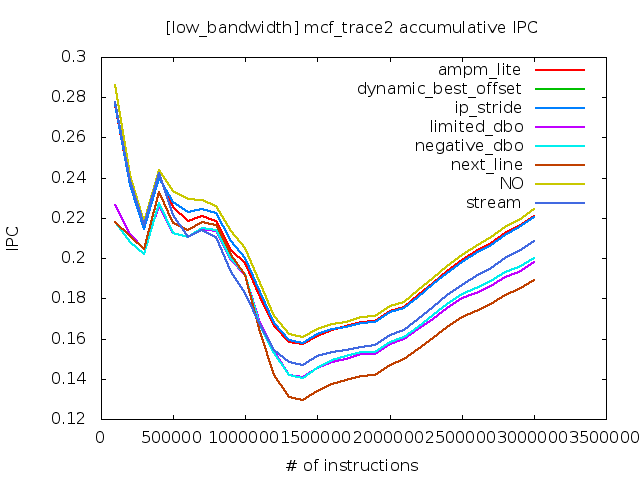 [low_bandwidth] mcf_trace2 accumulative IPC
0.3
0.28
0.26
0.24
0.22
0.2
0.18
0.16
0.14
0.12
IPC
ampm_lite
dynamic_best_offset
ip_stride
limited_dbo
negative_dbo
next_line
NO
stream
0 500000 1000000 1500000 2000000 2500000 3000000 3500000
# of instructions